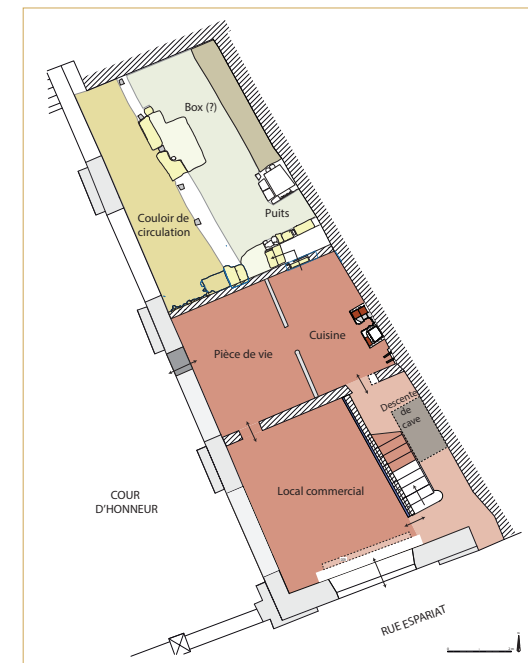 Box (?)
Couloir de
circulation
Puits
Cuisine
Pièce de vie
Descente
de
cave
Local commercial
COUR
D'HONNEUR
RUE ESPARIAT